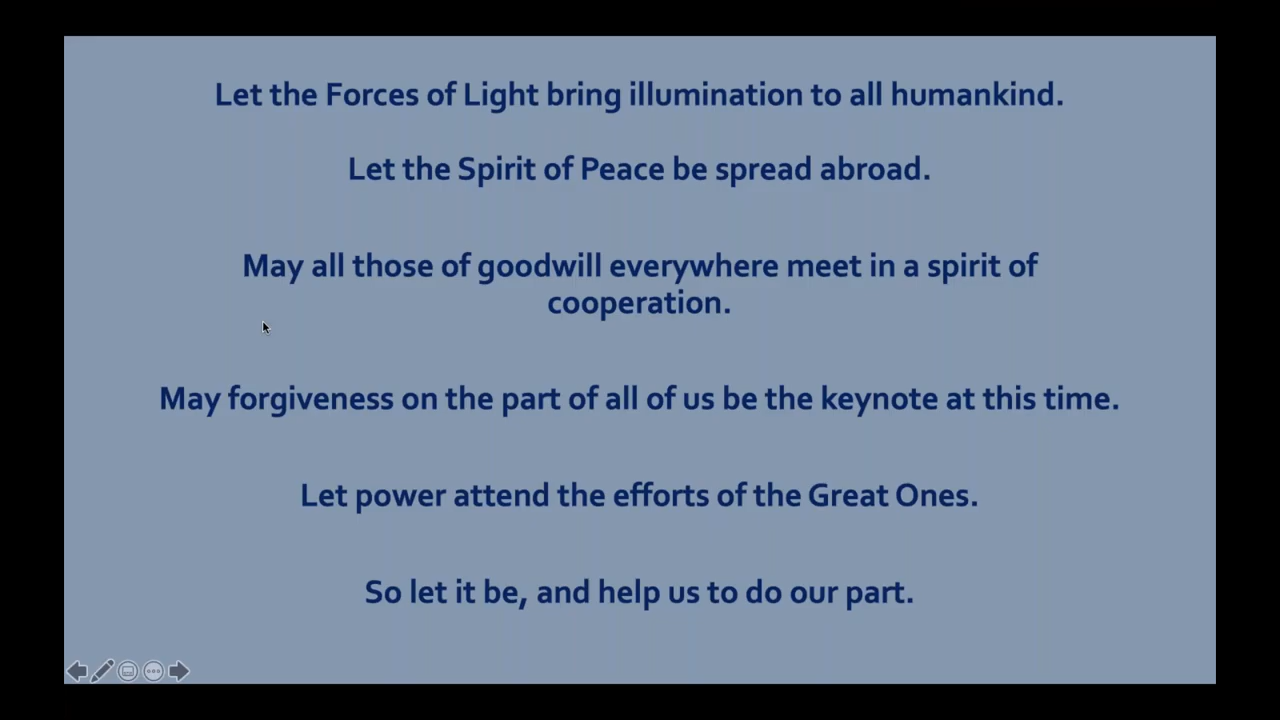 Let the Forces of Light bring illumination to all humankind.
Let the Spirit of Peace be spread abroad.
May all those of goodwill everywhere meet in a spirit of
cooperation.
May forgiveness on the part of all of us be the keynote at this time.
Let power attend the efforts of the Great Ones.
So let it be, and help us to do our part.